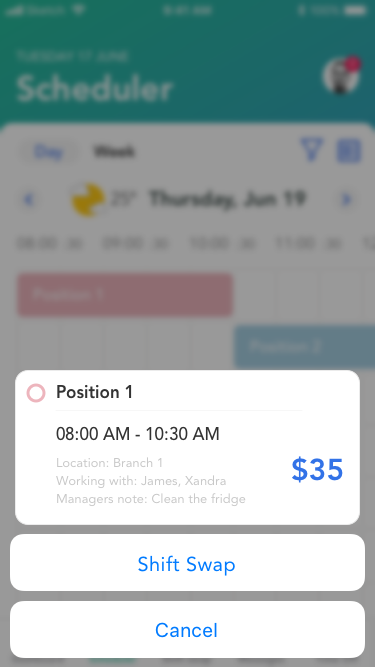 9:41 AM
100%
TUESDAY 17 JUNE
Scheduler
Day
Week
25°
Thursday, Jun 19
08:00 :30 09:00 :30 10:00 :30 11:00 :30 12
Position 1
Position 2
Position 1
08:00 AM - 10:30 AM
Location: Branch 1
$35
Working with: James, Xandra
Managers note: Clean the fridge
Shift Swap
Cancel